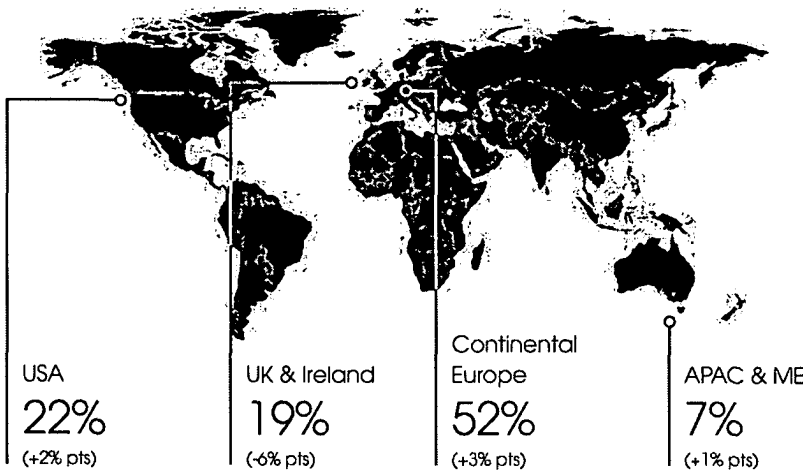 USA
22%
(+2% pts)
UK & Ireland
19%
(-6% pts)
Continental
Europe
52%
(+3% pts)
APAC & ME
7%
(+1% pts)